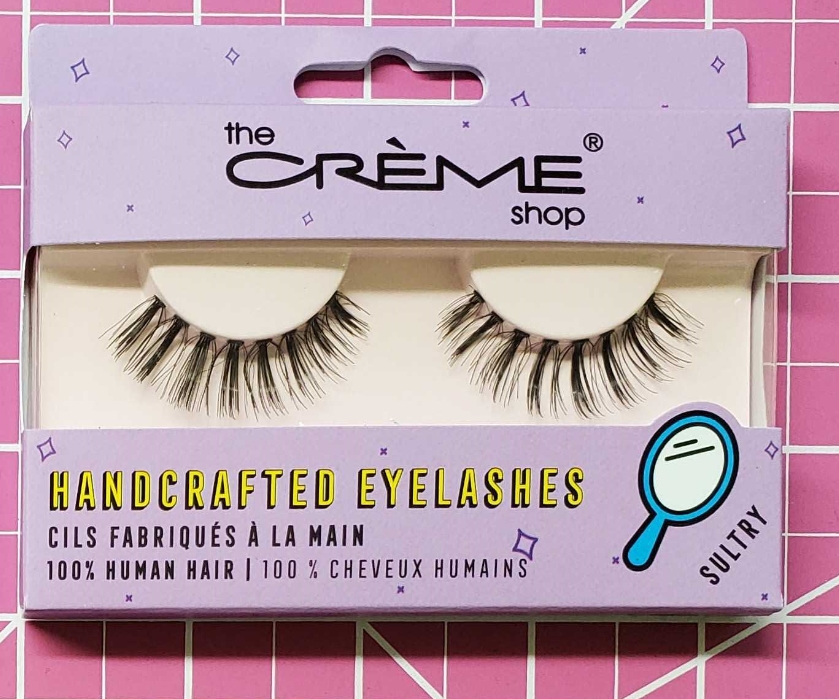 the
CRÈME®
shop
HANDCRAFTED EYELASHES
CILS FABRIQUÉS À LA MAIN
100% HUMAN HAIR | 100 % CHEVEUX HUMAINS
SULTRY